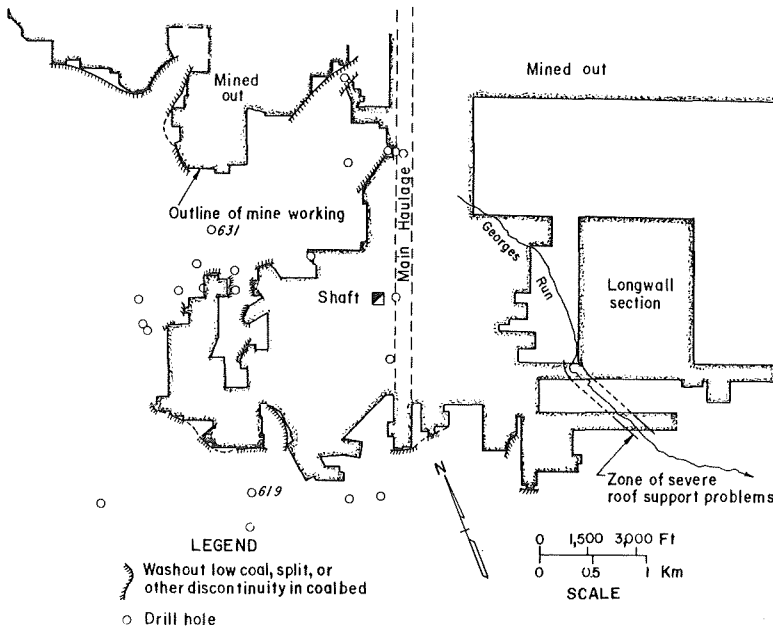 Mined out
Mined
out
Outline of mine working
631
Main Haulage
Georges
Run
Longwall
section
Shaft
619
N
Zone of severe
roof support problems
LEGEND
Washout low coal, split, or
other discontinuity in coalbed
Drill hole
0 1,500 3,000 Ft
0 0.5 1 Km
SCALE